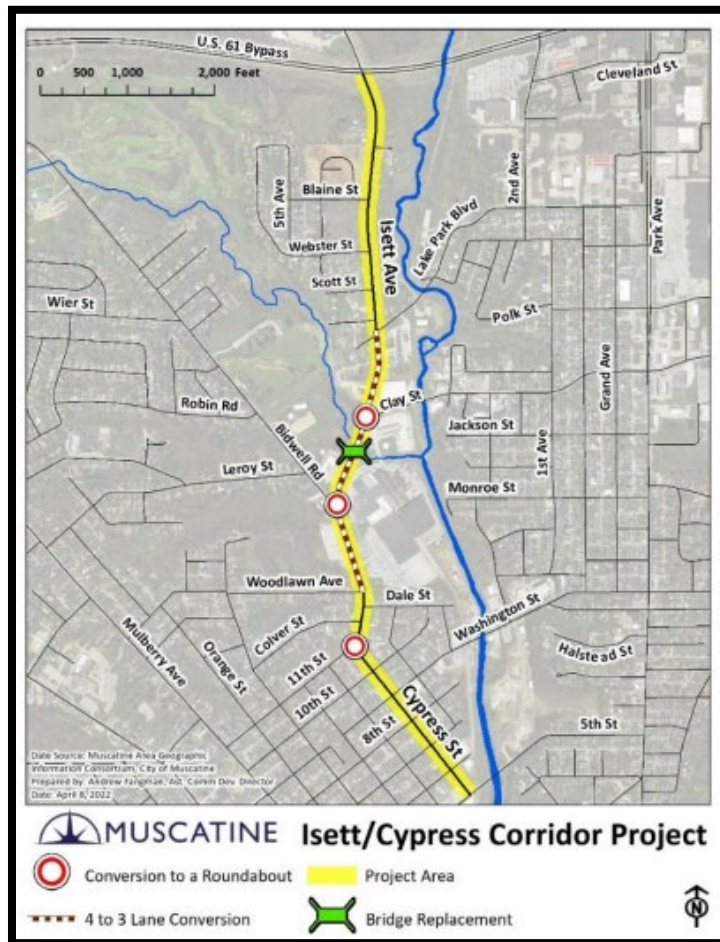 U.S. 61 Bypass
0 500 1,000 2,000 Feet
Cleveland St
2nd Ave
5th Ave
Blaine St
Park Ave
Isett Ave
Lake Park Blvd
Webster St
Scott St
Wier St
Polk St
Grand Ave
Robin Rd
Clay St
Bidwell Rd
Jackson St
1st Ave
Leroy St
Monroe St
Woodlawn Ave
Dale St
Washington St
Mulberry Ave
Orange St
Colver St
Halstead St
11th St
10th St
Cypress St
8th St
5th St
Date Source: Muscatine Area Geographic
Information Consortium, City of Muscatine
Prepared by: Andrew Fangman, Ast. Comm Dev. Director
Date: April 8, 2022
MUSCATINE Isett/Cypress Corridor Project
Conversion to a Roundabout Project Area
4 to 3 Lane Conversion Bridge Replacement
N